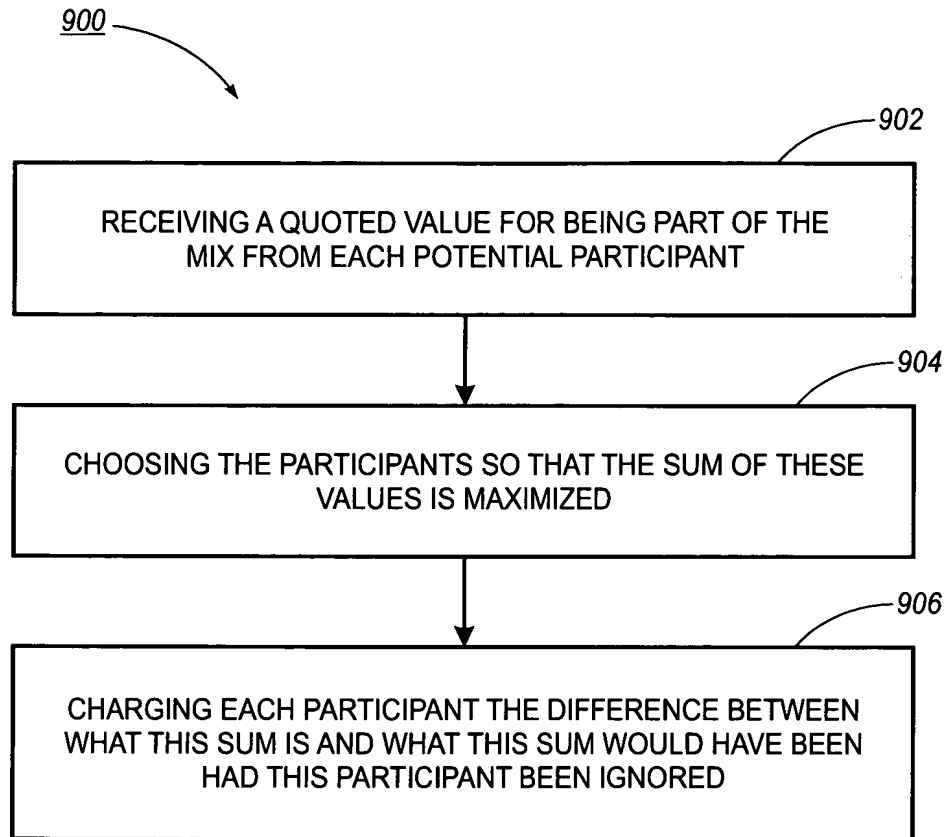 900
902
RECEIVING A QUOTED VALUE FOR BEING PART OF THE
MIX FROM EACH POTENTIAL PARTICIPANT
904
CHOOSING THE PARTICIPANTS SO THAT THE SUM OF THESE
VALUES IS MAXIMIZED
906
CHARGING EACH PARTICIPANT THE DIFFERENCE BETWEEN
WHAT THIS SUM IS AND WHAT THIS SUM WOULD HAVE BEEN
HAD THIS PARTICIPANT BEEN IGNORED